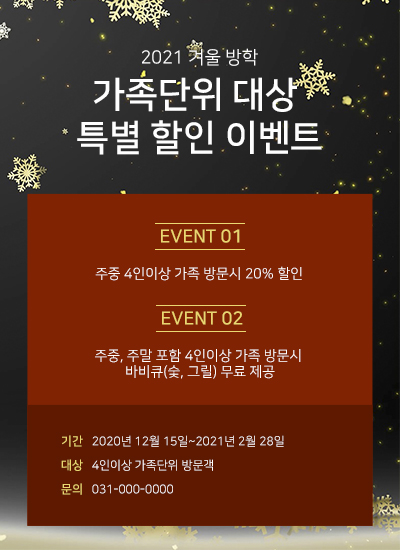 2021 겨울 방학
가족단위 대상
특별 할인 이벤트
EVENT 01
주중 4인이상 가족 방문시 20% 할인
EVENT 02
주중, 주말 포함 4인이상 가족 방문시
바비큐(숯, 그릴) 무료 제공
기간 2020년 12월 15일~2021년 2월 28일
대상 4인이상 가족단위 방문객
문의 031-000-0000